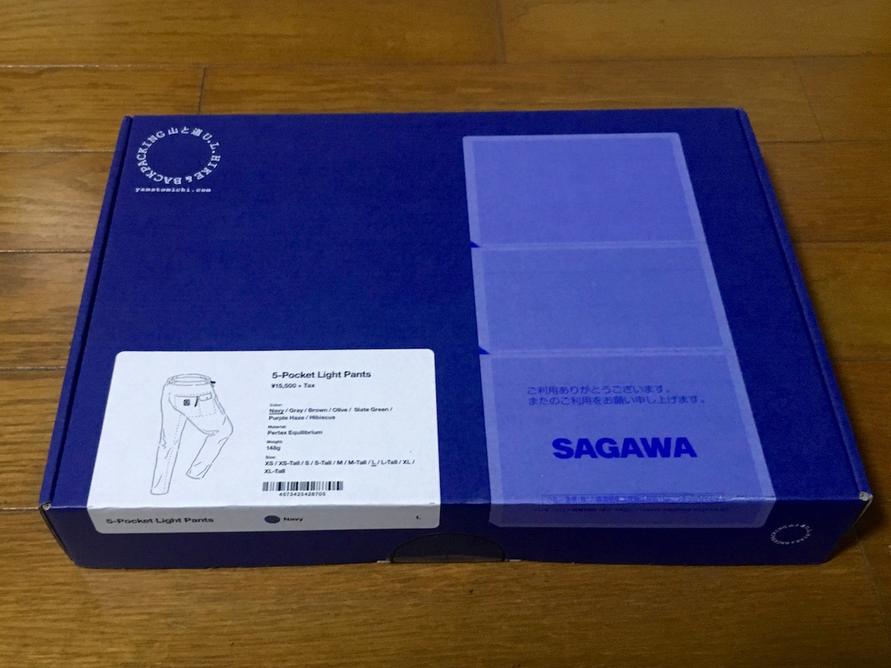 山と道 U.L. HIKE & BACKPACKING
yamatomichi.com
5-Pocket Light Pants
¥15,500 + Tax
Color:
Navy / Gray / Brown / Olive / Slate Green /
Purple Haze / Hibiscus
Material:
Pertex Equilibrium
Weight:
148g
Size:
XS / XS-Tall / S / S-Tall / M / M-Tall / L / L-Tall / XL /
XL-Tall
4573425428705
5-Pocket Light Pants
Navy
L
ご利用ありがとうございます。
またのご利用をお願い申し上げます。
SAGAWA